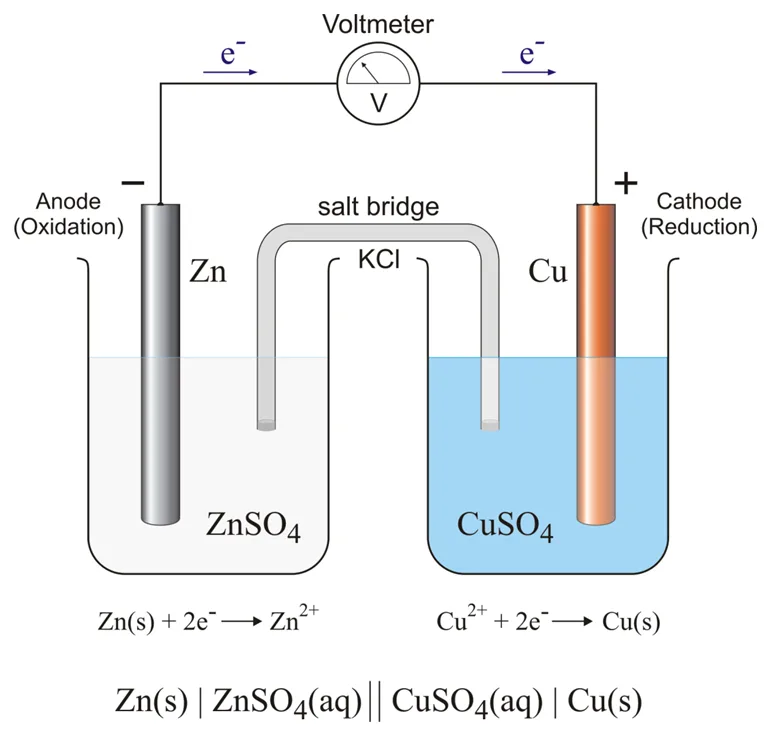 Voltmeter
e⁻
e⁻
V
−
+
Anode
(Oxidation)
salt bridge
Cathode
(Reduction)
Zn
KCl
Cu
ZnSO₄
CuSO₄
Zn(s) + 2e⁻ ⟶ Zn²⁺
Cu²⁺ + 2e⁻ ⟶ Cu(s)
Zn(s) | ZnSO₄(aq) || CuSO₄(aq) | Cu(s)